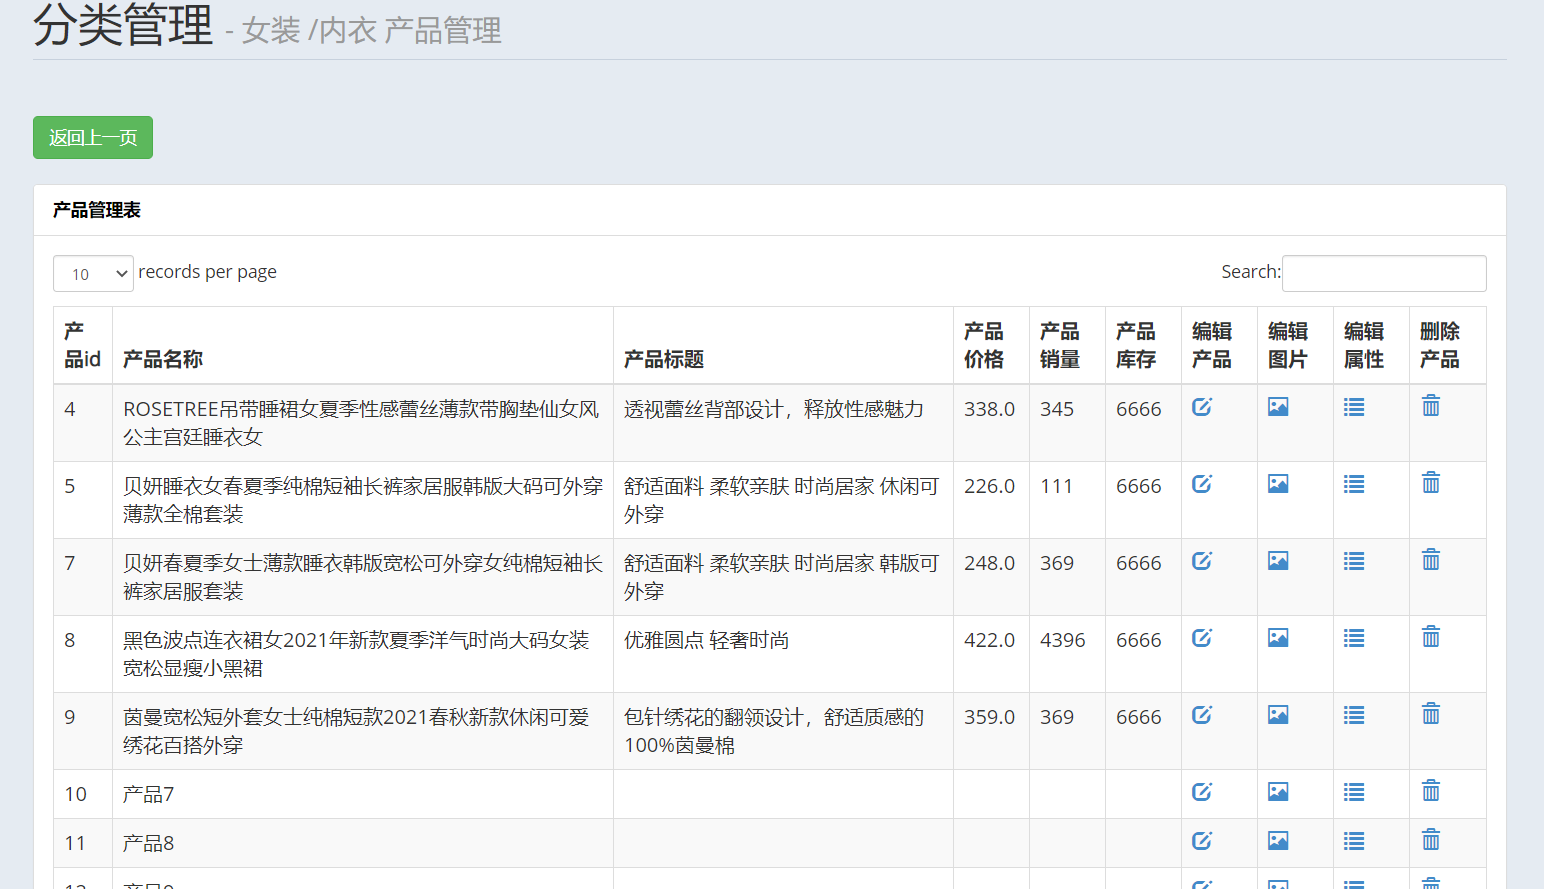 分类管理 - 女装 /内衣 产品管理
返回上一页
产品管理表
10 records per page Search:
产 产品 产品 产品 编辑 编辑 编辑 删除
品id 产品名称 产品标题 价格 销量 库存 产品 图片 属性 产品
4 ROSETREE吊带睡裙女夏季性感蕾丝薄款带胸垫仙女风 透视蕾丝背部设计，释放性感魅力 338.0 345 6666
公主宫廷睡衣女
5 贝妍睡衣女春夏季纯棉短袖长裤家居服韩版大码可外穿 舒适面料 柔软亲肤 时尚居家 休闲可 226.0 111 6666
薄款全棉套装 外穿
7 贝妍春夏季女士薄款睡衣韩版宽松可外穿女纯棉短袖长 舒适面料 柔软亲肤 时尚居家 韩版可 248.0 369 6666
裤家居服套装 外穿
8 黑色波点连衣裙女2021年新款夏季洋气时尚大码女装 优雅圆点 轻奢时尚 422.0 4396 6666
宽松显瘦小黑裙
9 茵曼宽松短外套女士纯棉短款2021春秋新款休闲可爱 包针绣花的翻领设计，舒适质感的 359.0 369 6666
绣花百搭外穿 100%茵曼棉
10 产品7
11 产品8